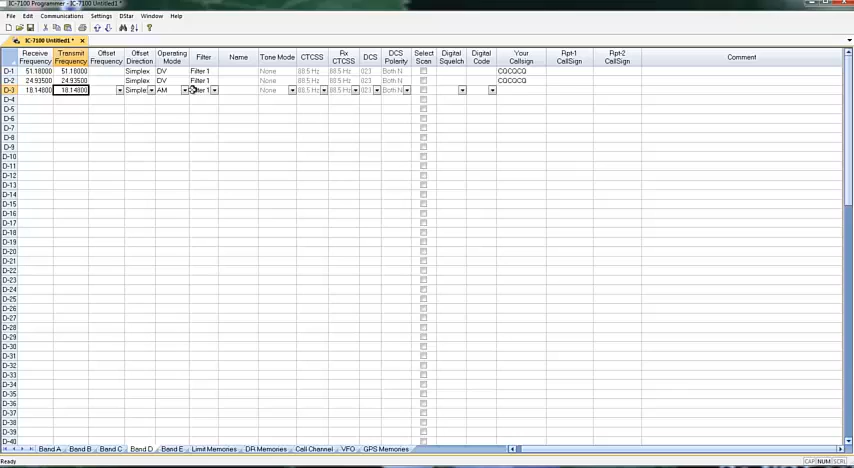 IC-7100 Programmer - IC-7100 Untitled1 *
File Edit Communications Settings DStar Window Help
IC-7100 Untitled1 *
Receive Frequency Transmit Frequency Offset Frequency Offset Direction Operating Mode Filter Name Tone Mode CTCSS Rx CTCSS DCS DCS Polarity Select Scan Digital Squelch Digital Code Your Callsign Rpt-1 CallSign Rpt-2 CallSign Comment
D-1 51.18000 51.18000 Simplex DV Filter 1 None 88.5 Hz 88.5 Hz 023 Both N CQCQCQ
D-2 24.93500 24.93500 Simplex DV Filter 1 None 88.5 Hz 88.5 Hz 023 Both N CQCQCQ
D-3 18.14800 18.14800 Simple AM Filter 1 None 88.5 Hz 88.5 Hz 023 Both N
D-4
D-5
D-6
D-7
D-8
D-9
D-10
D-11
D-12
D-13
D-14
D-15
D-16
D-17
D-18
D-19
D-20
D-21
D-22
D-23
D-24
D-25
D-26
D-27
D-28
D-29
D-30
D-31
D-32
D-33
D-34
D-35
D-36
D-37
D-38
D-39
D-40
Band A Band B Band C Band D Band E Limit Memories DR Memories Call Channel VFO GPS Memories
Ready CAP NUM SCRL